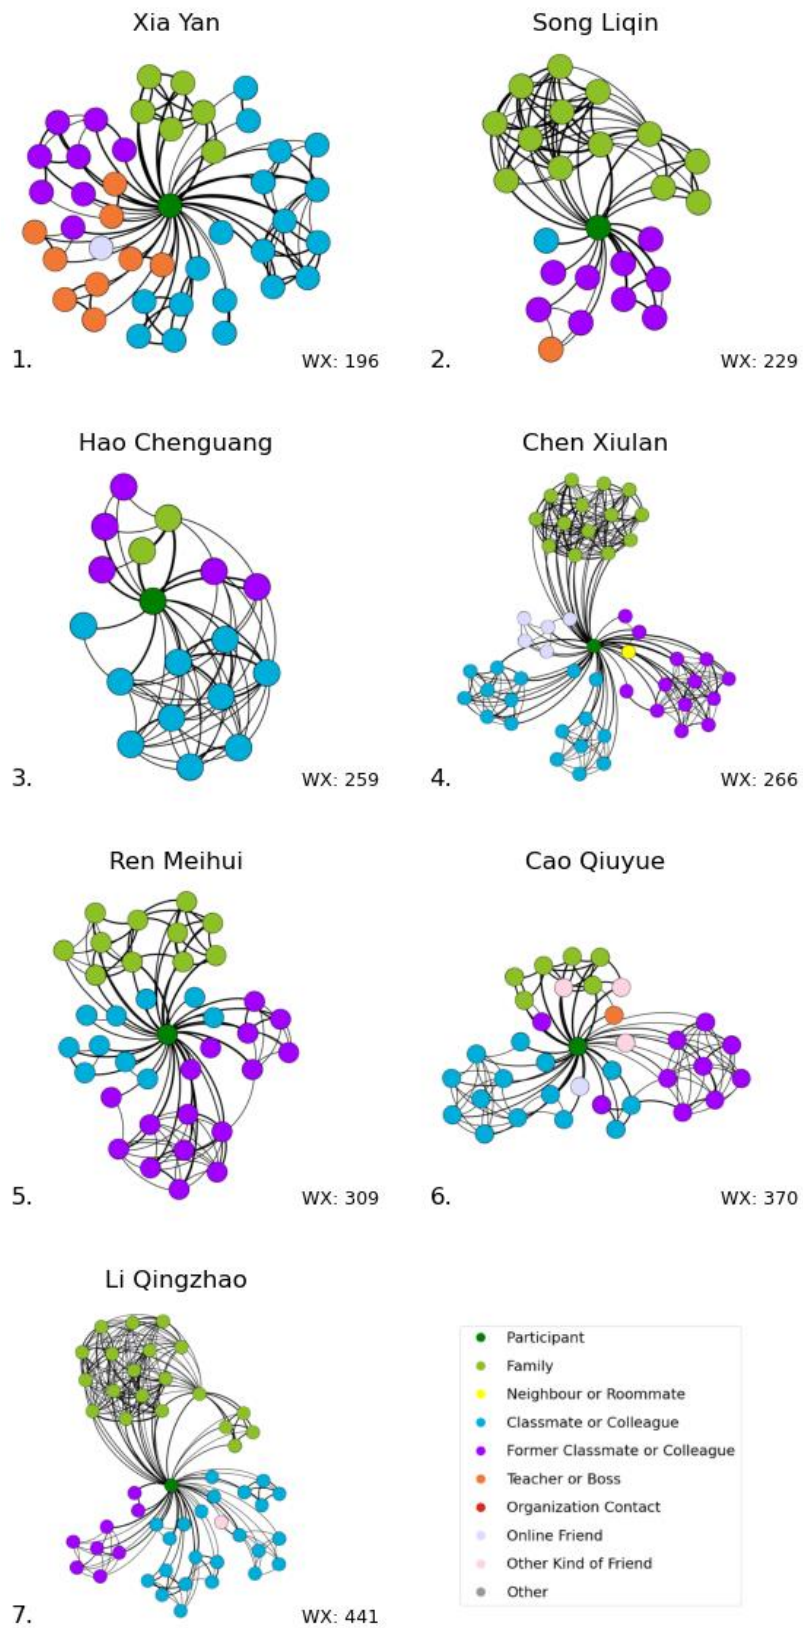 Xia Yan
1.
WX: 196
Song Liqin
2.
WX: 229
Hao Chenguang
3.
WX: 259
Chen Xiulan
4.
WX: 266
Ren Meihui
5.
WX: 309
Cao Qiuyue
6.
WX: 370
Li Qingzhao
7.
WX: 441
Participant
Family
Neighbour or Roommate
Classmate or Colleague
Former Classmate or Colleague
Teacher or Boss
Organization Contact
Online Friend
Other Kind of Friend
Other